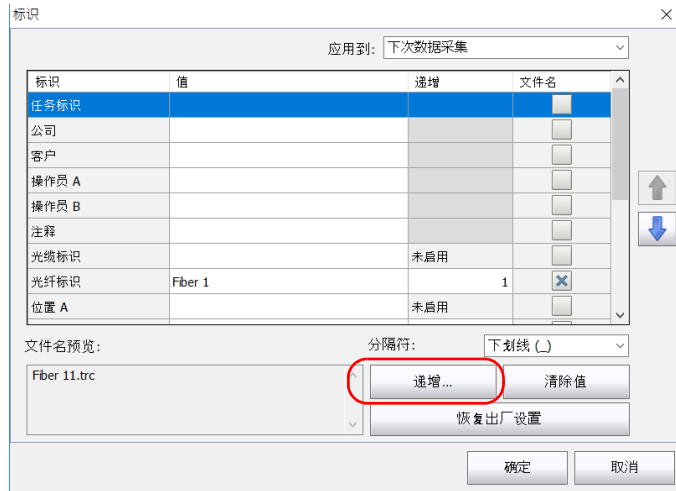 标识
应用到: 下次数据采集
标识 值 递增 文件名
任务标识
公司
客户
操作员 A
操作员 B
注释
光缆标识 未启用
光纤标识 Fiber 1 1
位置 A 未启用
文件名预览: 分隔符: 下划线 (_)
Fiber 11.trc
递增... 清除值
恢复出厂设置
确定 取消